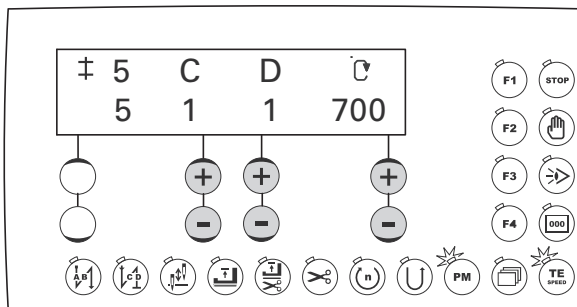 ‡ 5 C D
5 1 1 700
F1 STOP
F2
+ + +
F3
- - -
F4 000
A B C D T T n PM TE SPEED